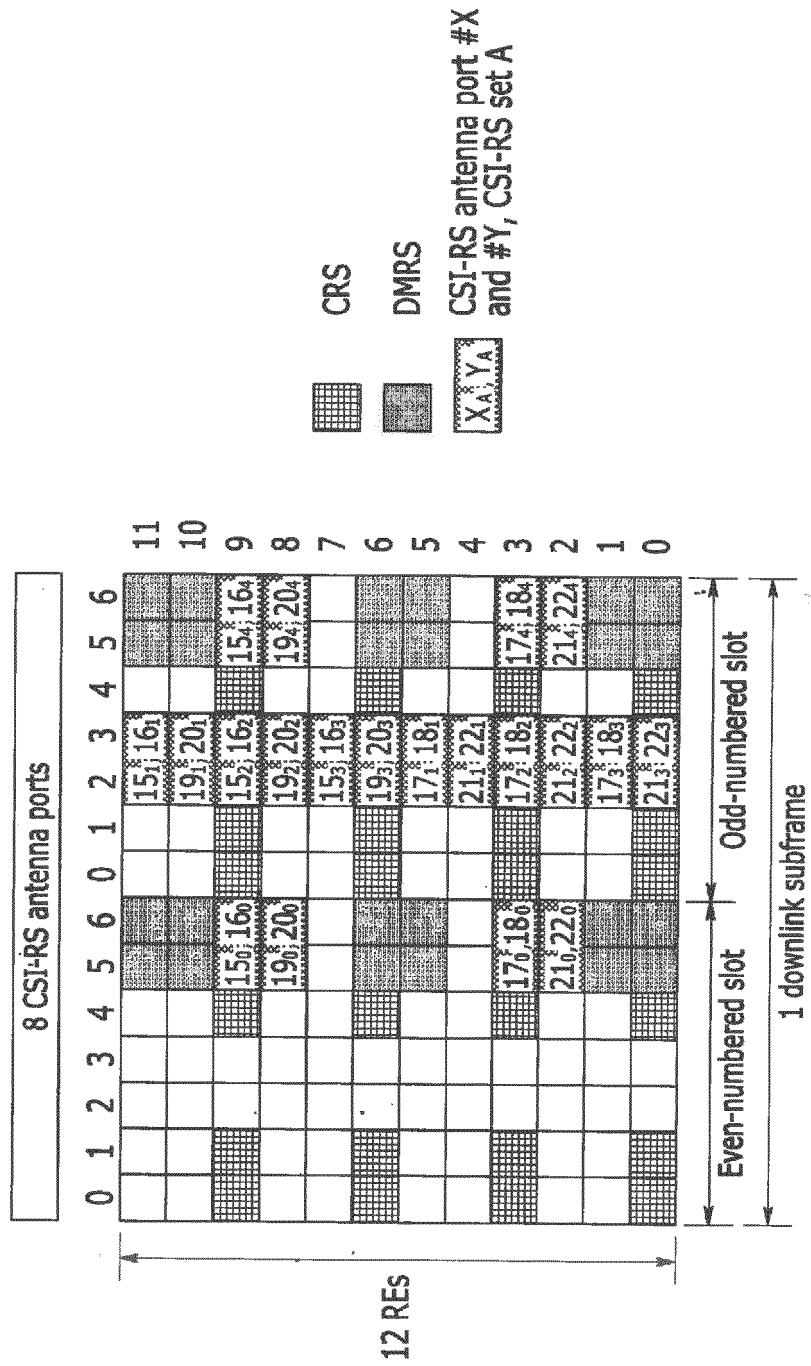 8 CSI-RS antenna ports
0 1 2 3 4 5 6 0 1 2 3 4 5 6
15₁, 16₁ 11
19₁, 20₁ 10
15₀, 16₀ 15₂, 16₂ 15₄, 16₄ 9
19₀, 20₀ 19₂, 20₂ 19₄, 20₄ 8
15₃, 16₃ 7
19₃, 20₃ 6
17₁, 18₁ 5
21₁, 22₁ 4
17₀, 18₀ 17₂, 18₂ 17₄, 18₄ 3
21₀, 22₀ 21₂, 22₂ 21₄, 22₄ 2
17₃, 18₃ 1
21₃, 22₃ 0
12 REs
Even-numbered slot Odd-numbered slot
1 downlink subframe
CRS
DMRS
X_A, Y_A CSI-RS antenna port #X
and #Y, CSI-RS set A